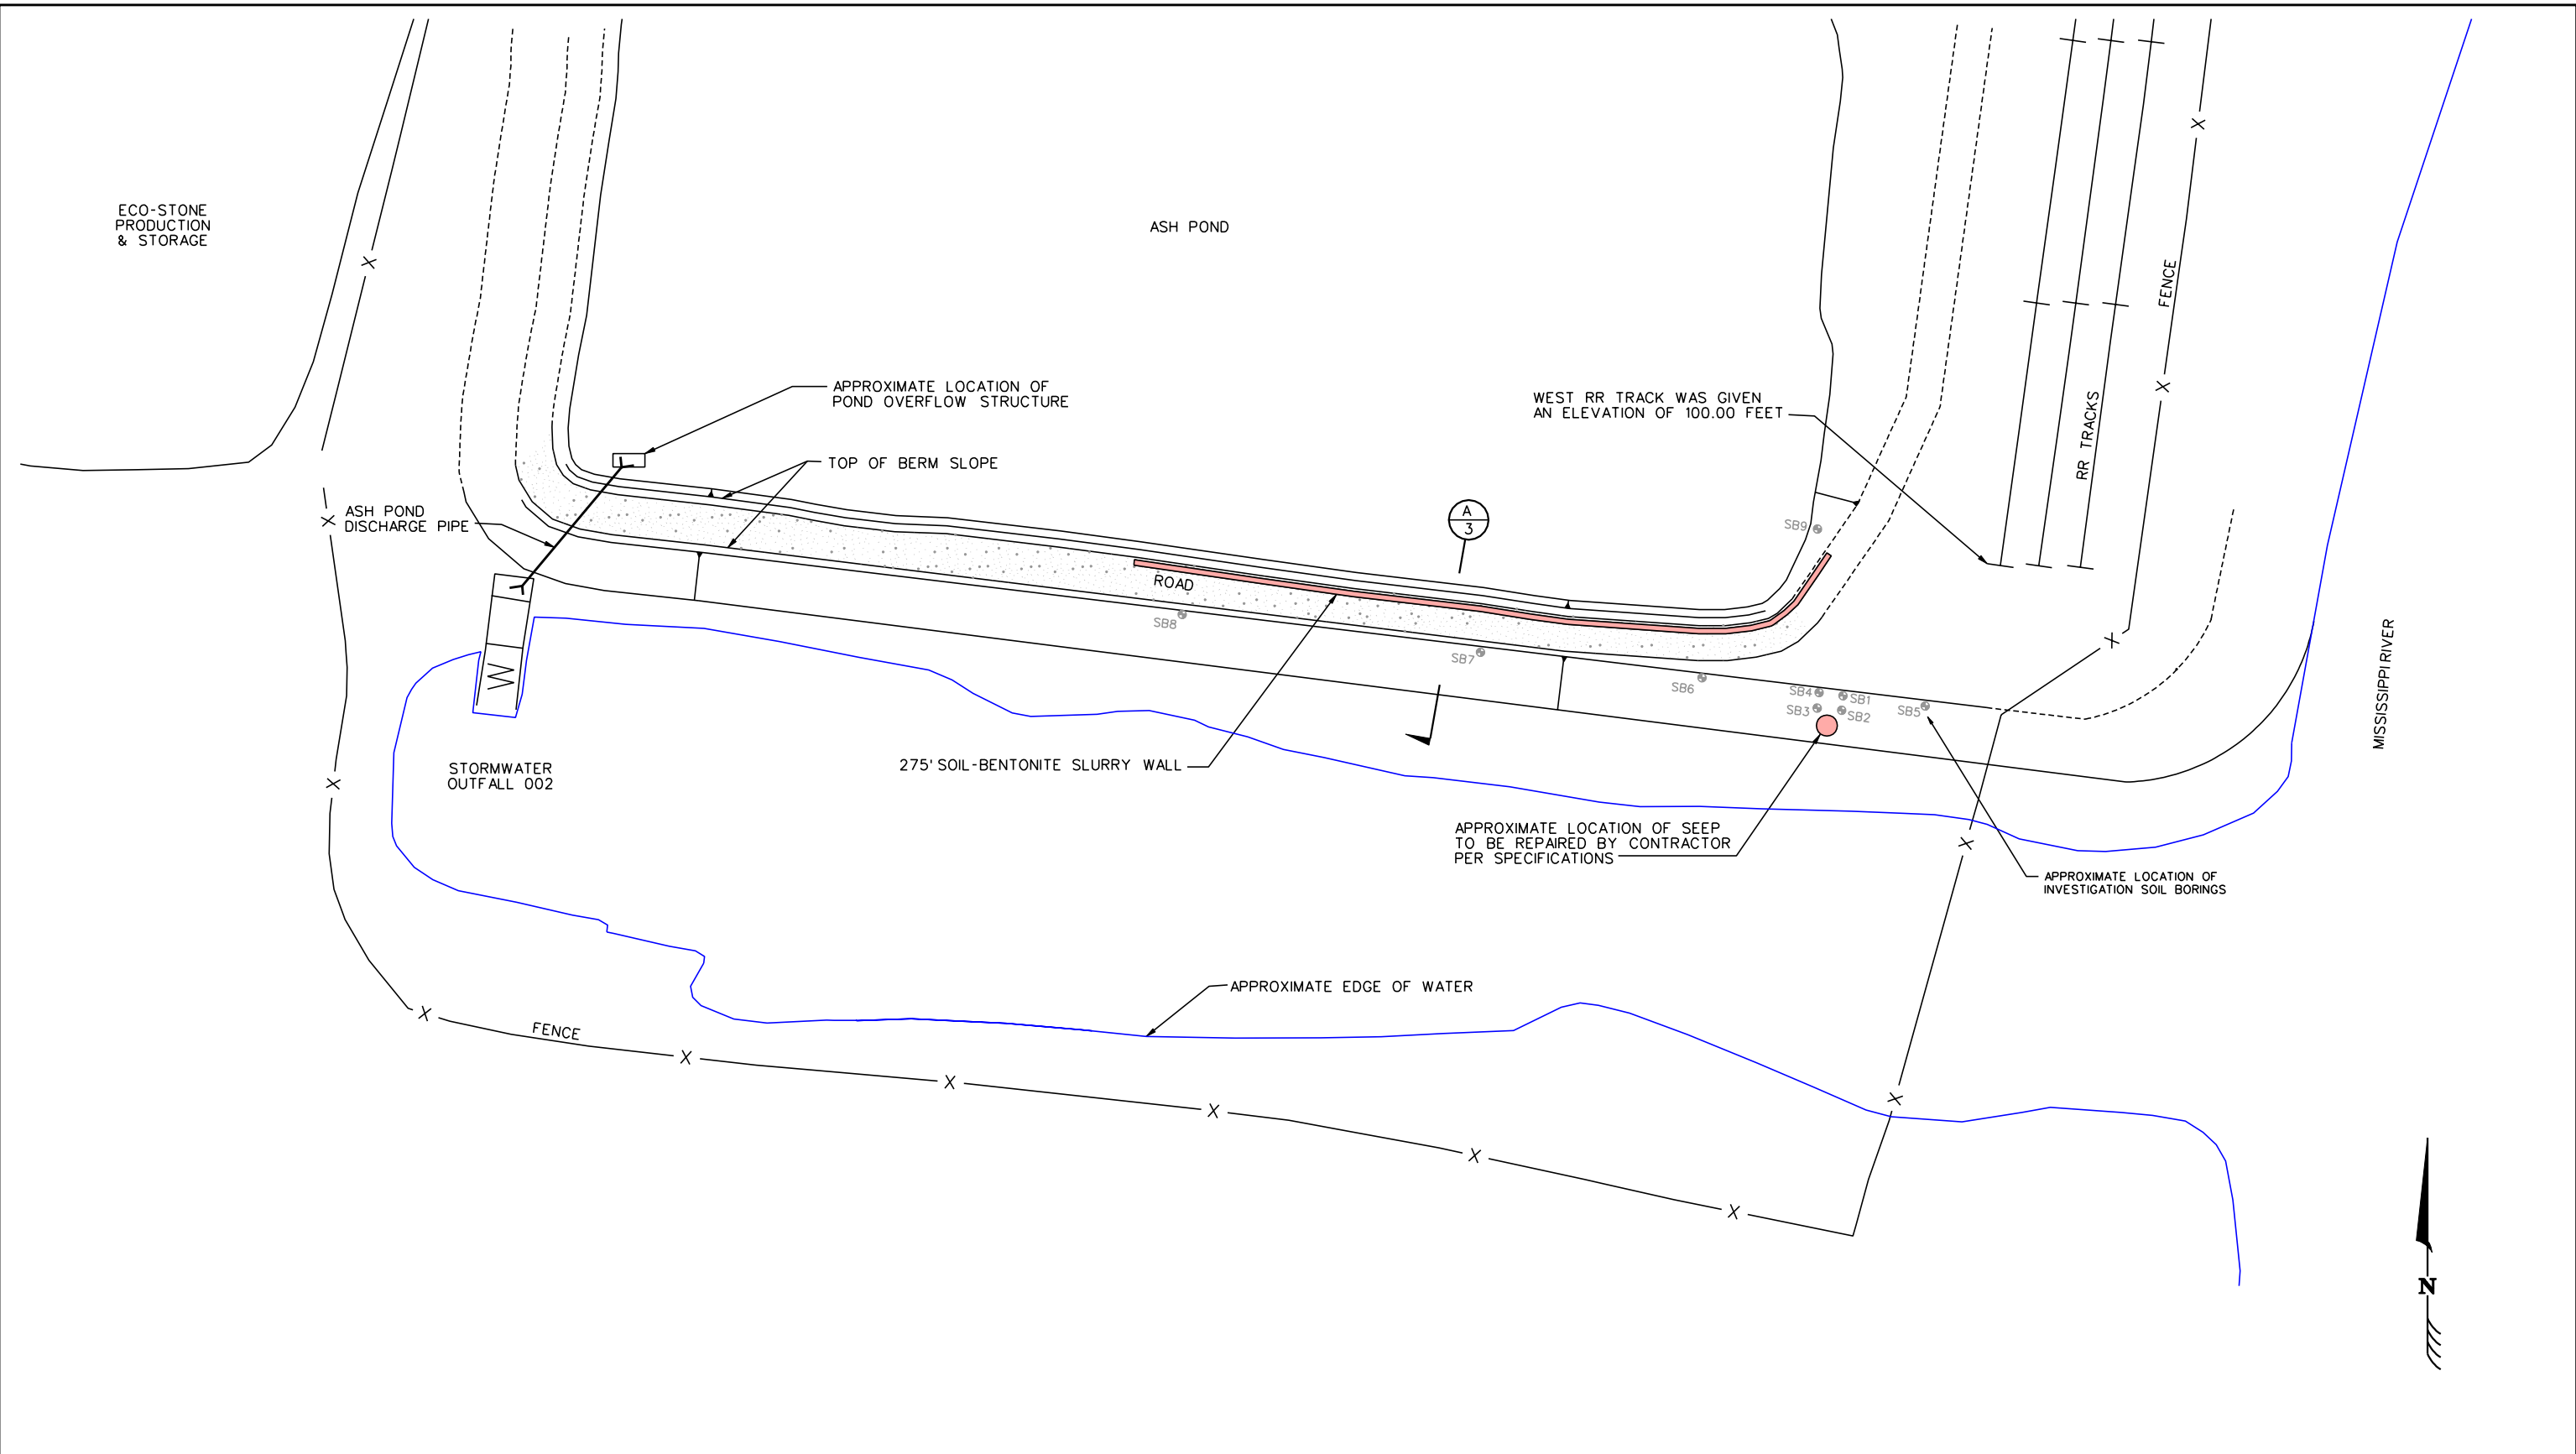 ECO-STONE
PRODUCTION
& STORAGE
ASH POND
APPROXIMATE LOCATION OF
POND OVERFLOW STRUCTURE
TOP OF BERM SLOPE
ASH POND
DISCHARGE PIPE
WEST RR TRACK WAS GIVEN
AN ELEVATION OF 100.00 FEET
FENCE
RR TRACKS
MISSISSIPPI RIVER
A
3
SB9
ROAD
SB8
SB7
SB6
SB4
SB1
SB3
SB2
SB5
275' SOIL-BENTONITE SLURRY WALL
STORMWATER
OUTFALL 002
APPROXIMATE LOCATION OF SEEP
TO BE REPAIRED BY CONTRACTOR
PER SPECIFICATIONS
APPROXIMATE LOCATION OF
INVESTIGATION SOIL BORINGS
APPROXIMATE EDGE OF WATER
FENCE
X
X
X
X
X
X
X
X
X
X
X
X
X
X
N